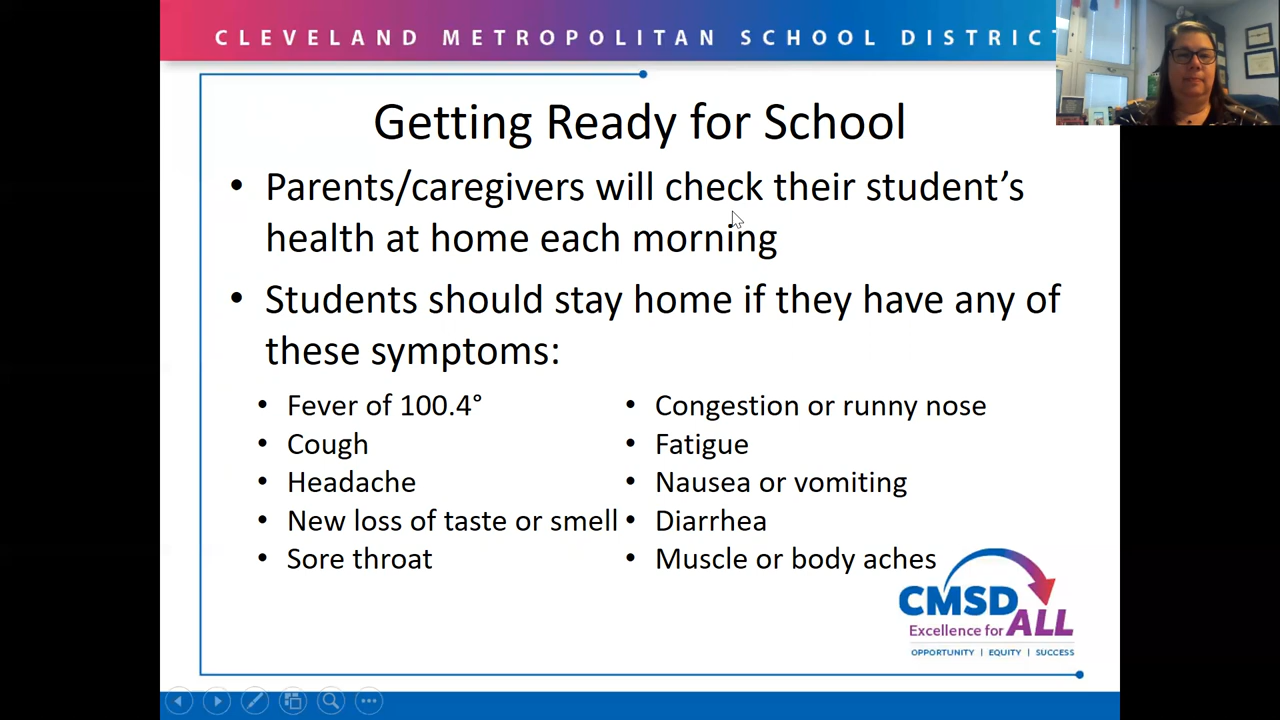 CLEVELAND METROPOLITAN SCHOOL DISTRICT
Getting Ready for School
• Parents/caregivers will check their student’s
health at home each morning
• Students should stay home if they have any of
these symptoms:
• Fever of 100.4°
• Cough
• Headache
• New loss of taste or smell
• Sore throat
• Congestion or runny nose
• Fatigue
• Nausea or vomiting
• Diarrhea
• Muscle or body aches
CMSD
Excellence for ALL
OPPORTUNITY | EQUITY | SUCCESS